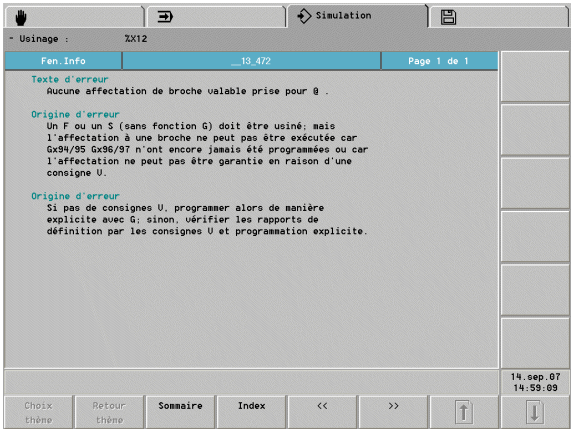 Simulation
- Usinage : %X12
Fen.Info __13_472 Page 1 de 1
Texte d'erreur
Aucune affectation de broche valable prise pour @ .
Origine d'erreur
Un F ou un S (sans fonction G) doit être usiné; mais
l'affectation à une broche ne peut pas être exécutée car
Gx94/95 Gx96/97 n'ont encore jamais été programmées ou car
l'affectation ne peut pas être garantie en raison d'une
consigne V.
Origine d'erreur
Si pas de consignes V, programmer alors de manière
explicite avec G; sinon, vérifier les rapports de
définition par les consignes V et programmation explicite.
14.sep.07
14:59:09
Choix Retour Sommaire Index << >>
thème thème